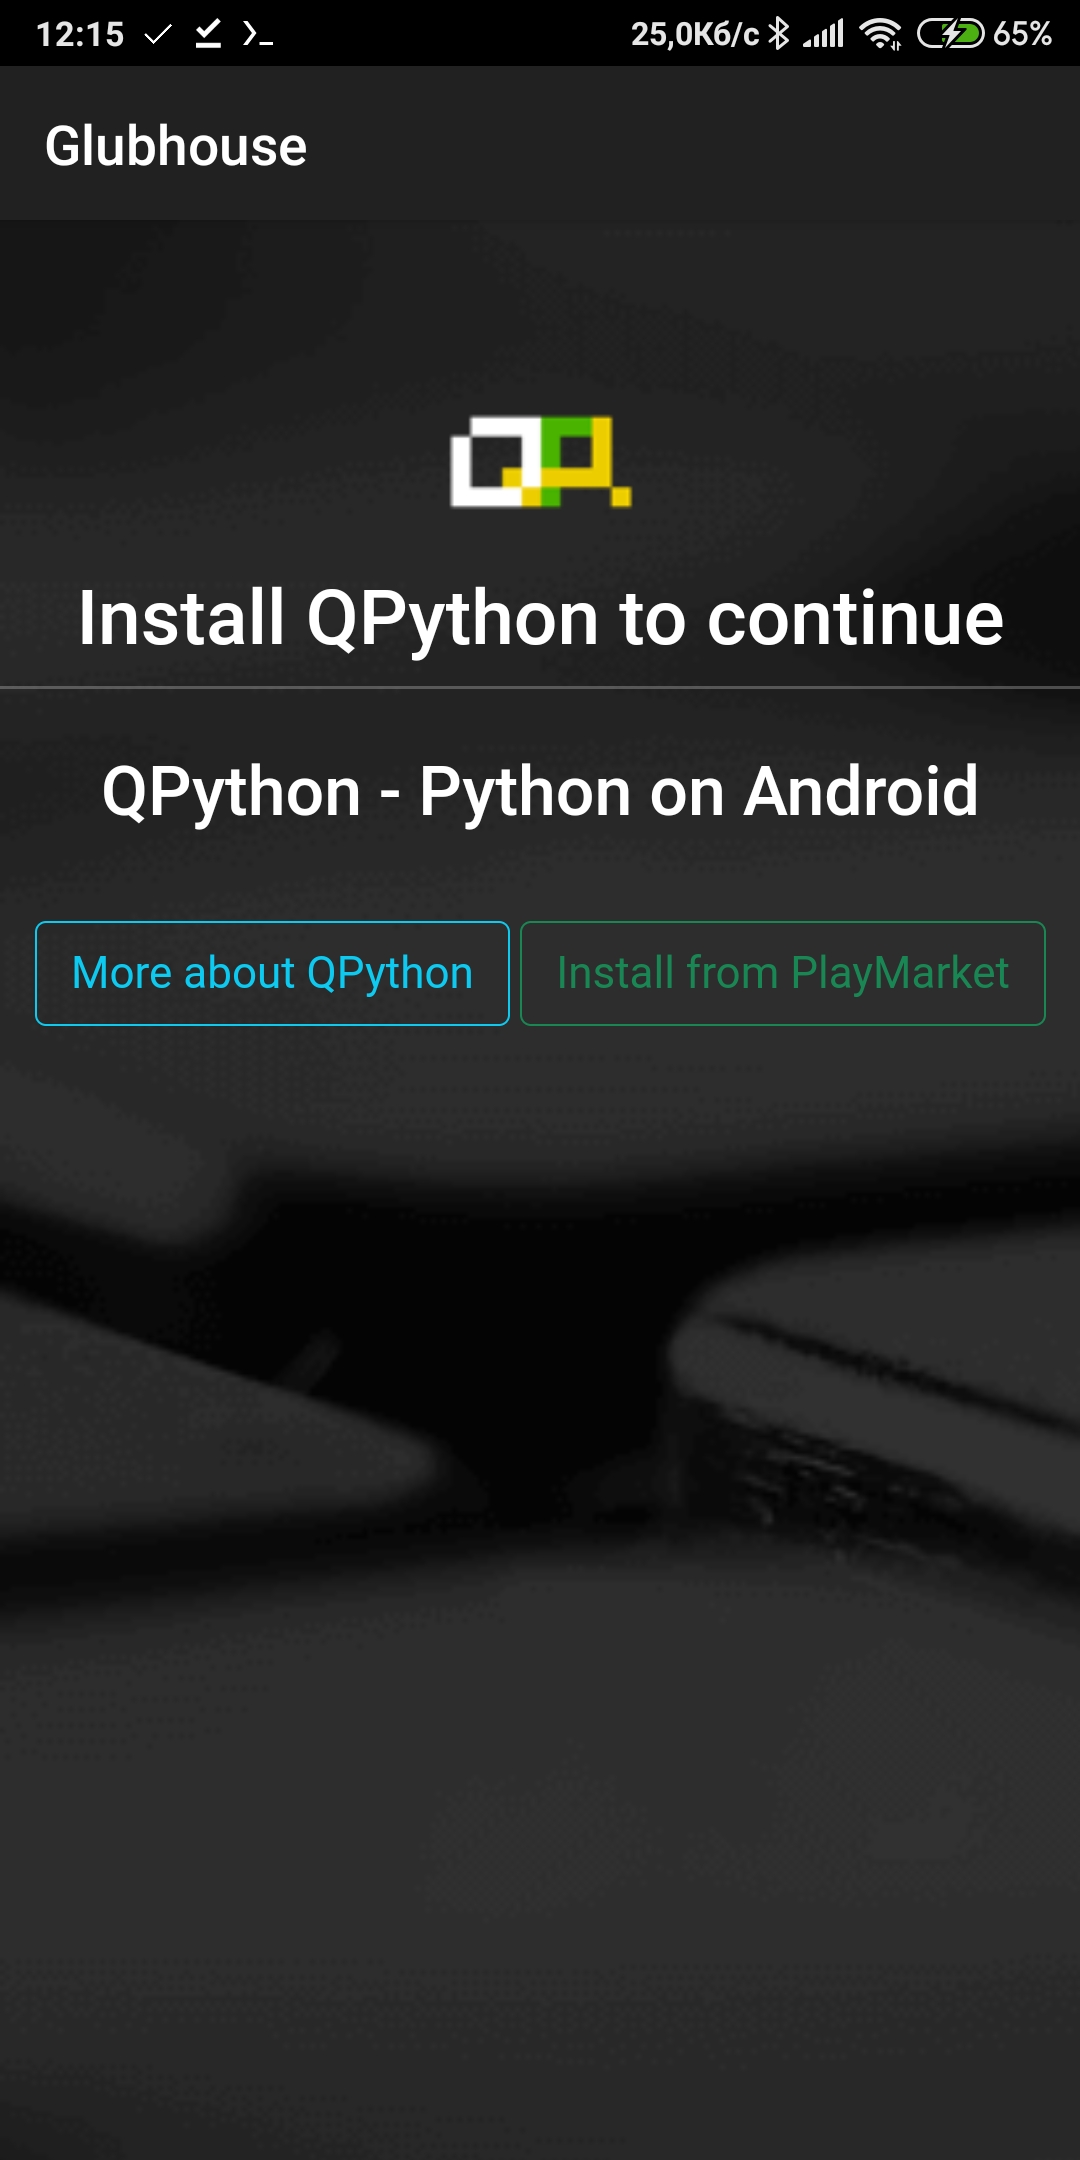 12:15 25,0Кб/с 65%
Glubhouse
Install QPython to continue
QPython - Python on Android
More about QPython Install from PlayMarket